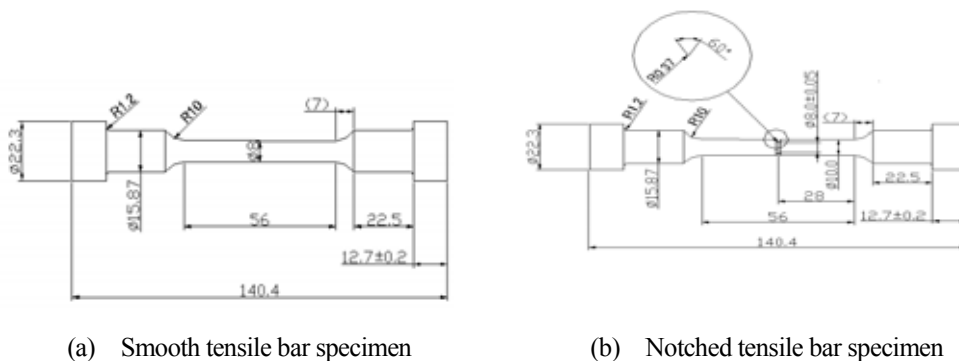 R1.2
R10
(7)
ø22.3
ø15.87
ø8
56
22.5
12.7±0.2
140.4
(a) Smooth tensile bar specimen
60°
R0.37
R1.2
R10
ø8.0±0.05
(7)
ø22.3
ø15.87
ø10.0
28
22.5
56
12.7±0.2
140.4
(b) Notched tensile bar specimen